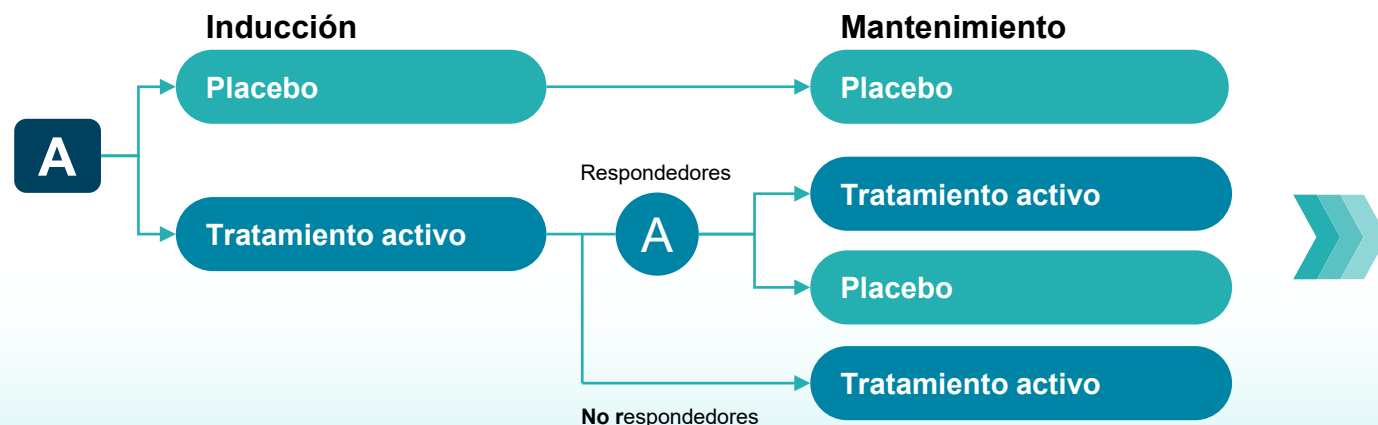 Inducción
Mantenimiento
Placebo
Placebo
A
Respondedores
Tratamiento activo
Tratamiento activo
A
Placebo
Tratamiento activo
No respondedores